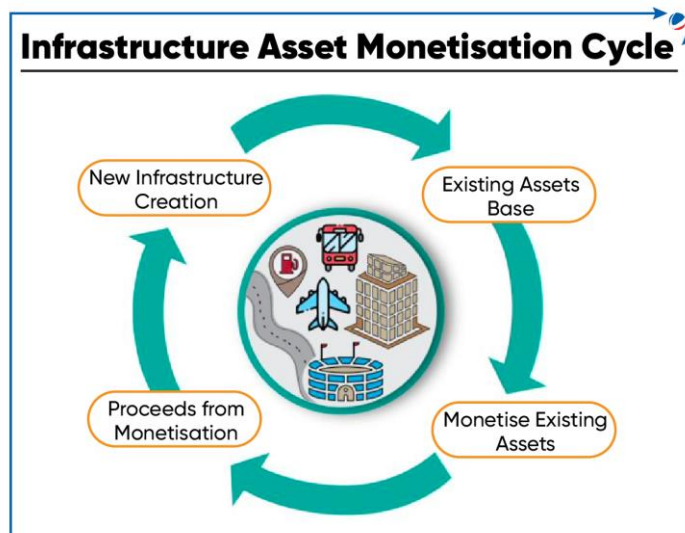 Infrastructure Asset Monetisation Cycle
New Infrastructure
Creation
Existing Assets
Base
Proceeds from
Monetisation
Monetise Existing
Assets